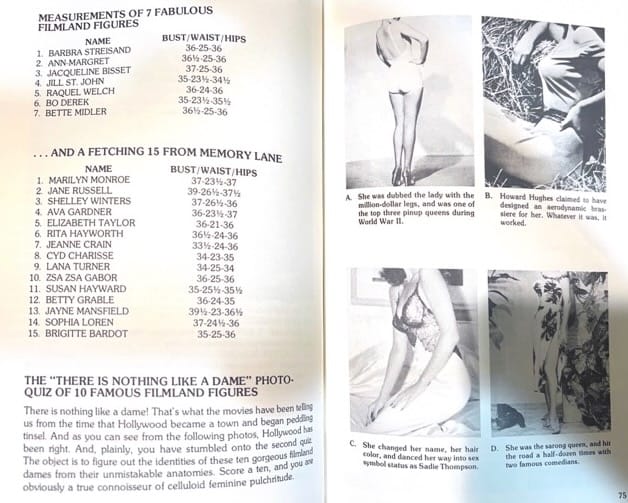 MEASUREMENTS OF 7 FABULOUS
FILMLAND FIGURES
NAME BUST/WAIST/HIPS
1. BARBRA STREISAND 36-25-36
2. ANN-MARGRET 36½-25-36
3. JACQUELINE BISSET 37-25-36
4. JILL ST. JOHN 35-23½-34½
5. RAQUEL WELCH 36-24-36
6. BO DEREK 35-23½-35½
7. BETTE MIDLER 36½-25-36
. . . AND A FETCHING 15 FROM MEMORY LANE
NAME BUST/WAIST/HIPS
1. MARILYN MONROE 37-23½-37
2. JANE RUSSELL 39-26½-37½
3. SHELLEY WINTERS 37-26½-36
4. AVA GARDNER 36-23½-37
5. ELIZABETH TAYLOR 36-21-36
6. RITA HAYWORTH 36½-24-36
7. JEANNE CRAIN 33½-24-36
8. CYD CHARISSE 34-23-35
9. LANA TURNER 34-25-34
10. ZSA ZSA GABOR 36-25-36
11. SUSAN HAYWARD 35-25½-35½
12. BETTY GRABLE 36-24-35
13. JAYNE MANSFIELD 39½-23-36½
14. SOPHIA LOREN 37-24½-36
15. BRIGITTE BARDOT 35-25-36
THE "THERE IS NOTHING LIKE A DAME" PHOTO-
QUIZ OF 10 FAMOUS FILMLAND FIGURES
There is nothing like a dame! That's what the movies have been telling
us from the time that Hollywood became a town and began peddling
tinsel. And as you can see from the following photos, Hollywood has
been right. And, plainly, you have stumbled onto the second quiz.
The object is to figure out the identities of these ten gorgeous filmland
dames from their unmistakable anatomies. Score a ten, and you are
obviously a true connoisseur of celluloid feminine pulchritude.
A. She was dubbed the lady with the
million-dollar legs, and was one of
the top three pinup queens during
World War II.
B. Howard Hughes claimed to have
designed an aerodynamic bras-
siere for her. Whatever it was, it
worked.
C. She changed her name, her hair
color, and danced her way into sex
symbol status as Sadie Thompson.
D. She was the sarong queen, and hit
the road a half-dozen times with
two famous comedians.
75